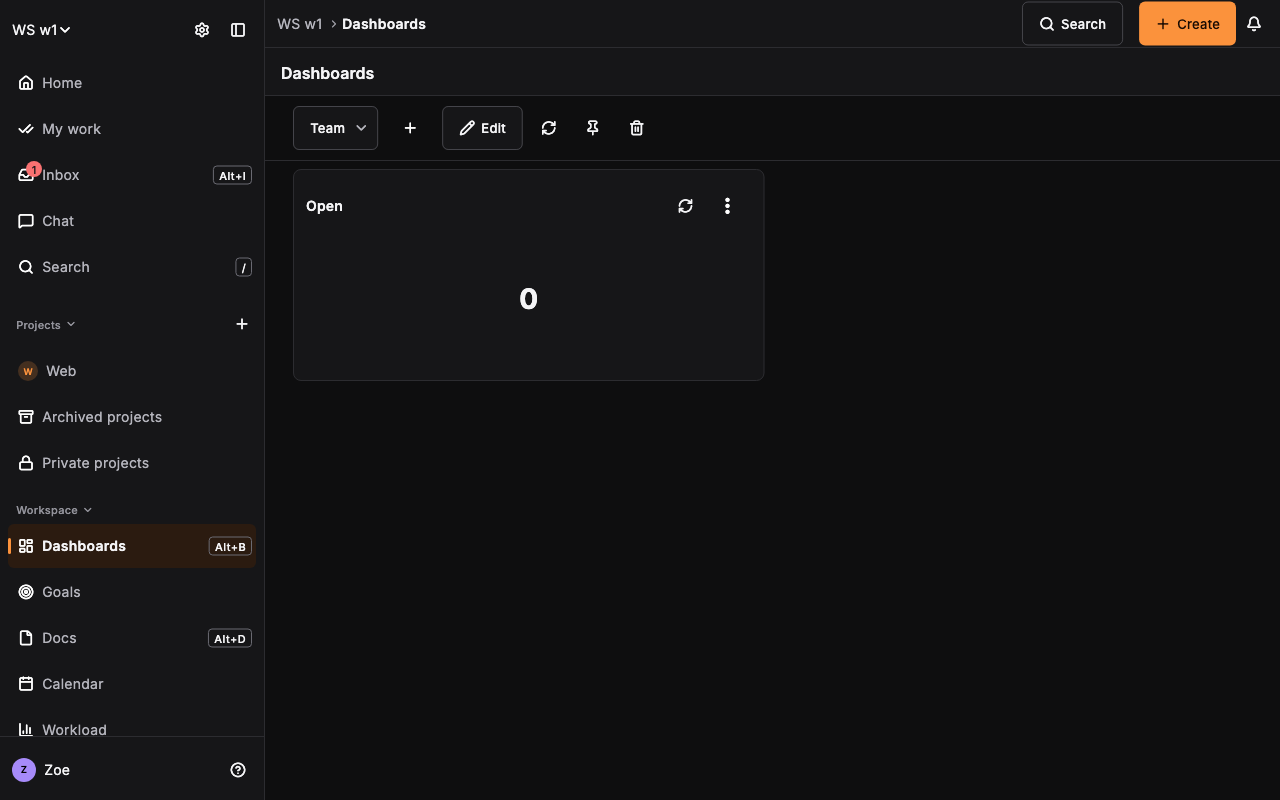 WS w1
Home
My work
1
Inbox
Alt+I
Chat
Search
/
Projects
W
Web
Archived projects
Private projects
Workspace
Dashboards
Alt+B
Goals
Docs
Alt+D
Calendar
Workload
Z
Zoe
WS w1 > Dashboards
Search
Create
Dashboards
Team
Edit
Open
0